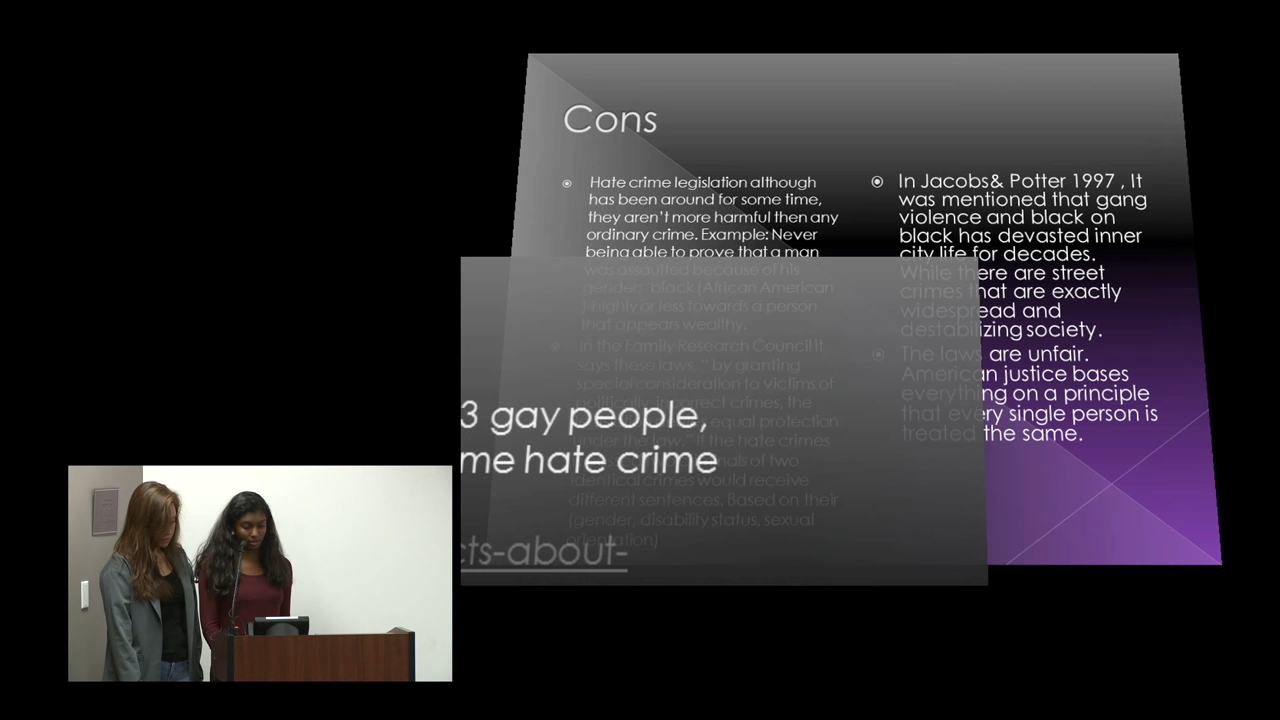 Cons
Hate crime legislation although
has been around for some time,
they aren't more harmful then any
ordinary crime. Example: Never
being able to prove that a man
was assaulted because of his
gender; black (African American
) highly or less towards a person
that appears wealthy.
In the Family Research Council it
says these laws, " by granting
special consideration to victims of
politically, incorrect crimes, the
equal protection
under the law." If the hate crimes
of two
identical crimes would receive
different sentences. Based on their
(gender, disability status, sexual
orientation)
In Jacobs& Potter 1997 , It
was mentioned that gang
violence and black on
black has devasted inner
city life for decades.
While there are street
crimes that are exactly
widespread and
destabilizing society.
The laws are unfair.
American justice bases
everything on a principle
that every single person is
treated the same.
3 gay people,
me hate crime
cts-about-